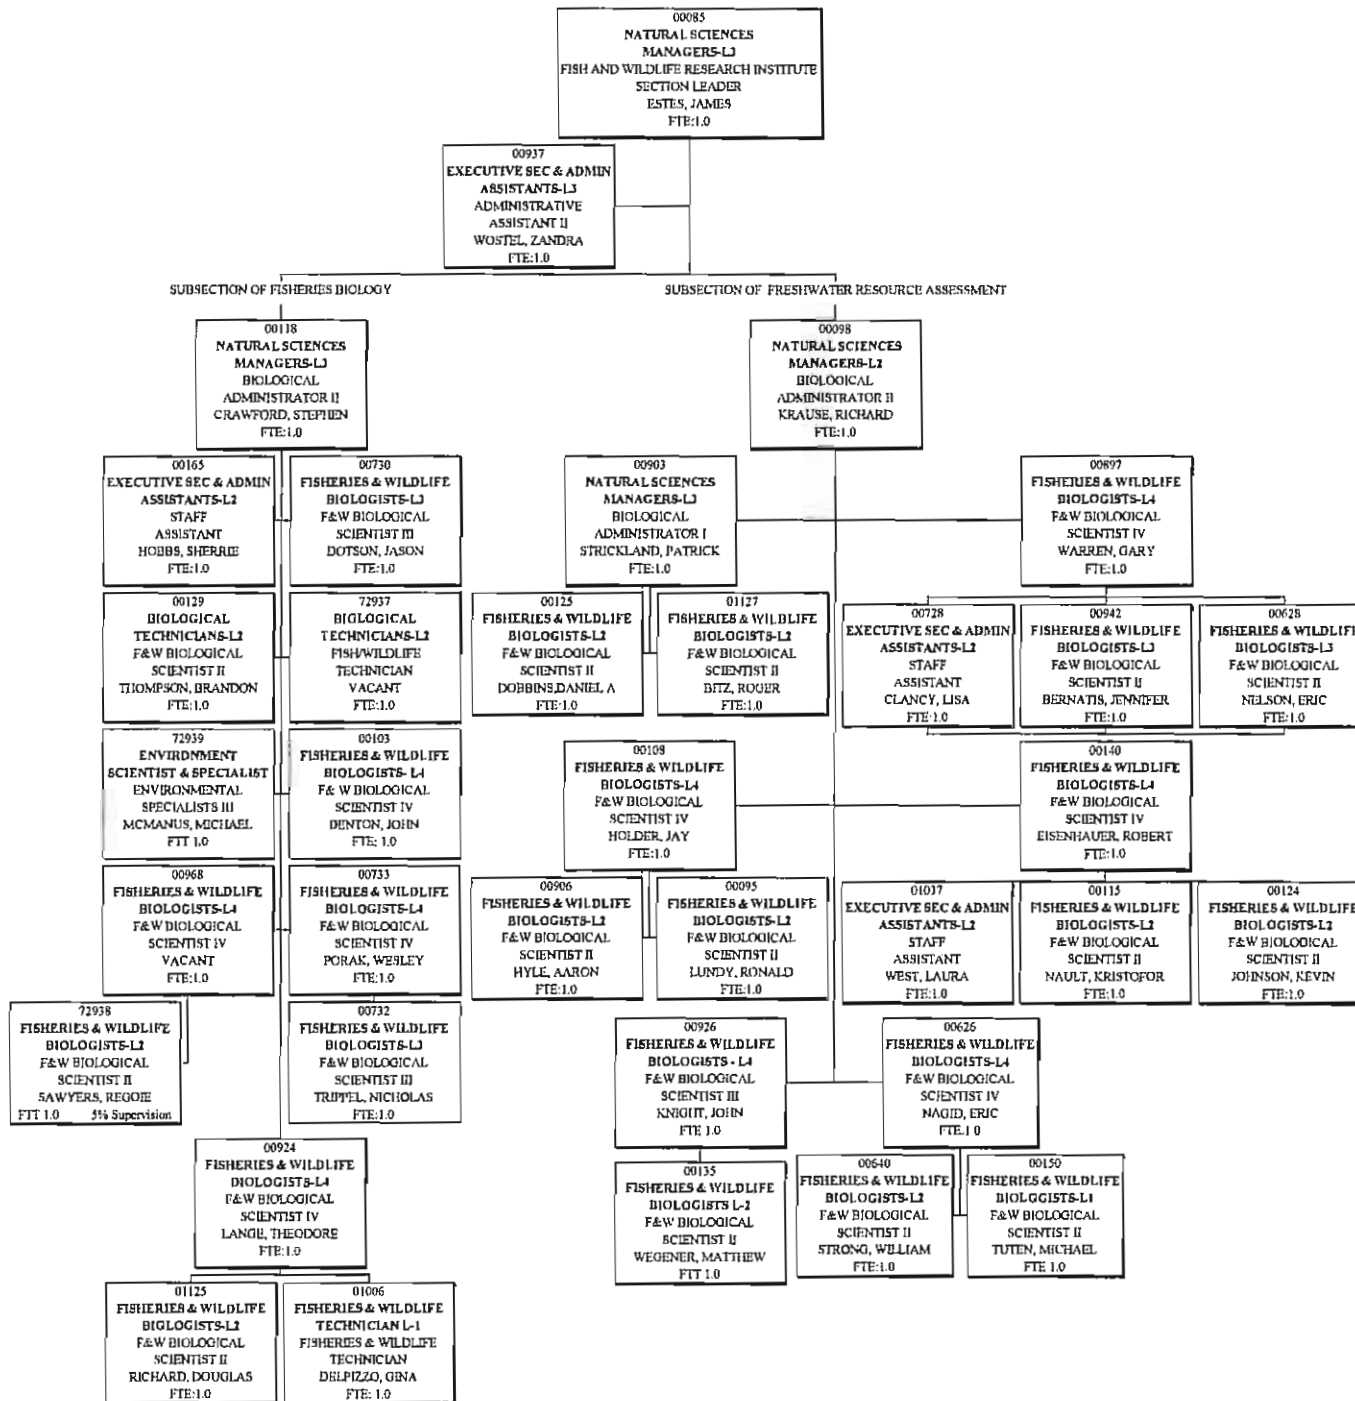 00085
NATURAL SCIENCES
MANAGERS-L3
FISH AND WILDLIFE RESEARCH INSTITUTE
SECTION LEADER
ESTES, JAMES
FTE:1.0
00937
EXECUTIVE SEC & ADMIN
ASSISTANTS-L3
ADMINISTRATIVE
ASSISTANT II
WOSTEL, ZANDRA
FTE:1.0
SUBSECTION OF FISHERIES BIOLOGY
SUBSECTION OF FRESHWATER RESOURCE ASSESSMENT
00118
NATURAL SCIENCES
MANAGERS-L3
BIOLOGICAL
ADMINISTRATOR II
CRAWFORD, STEPHEN
FTE:1.0
00098
NATURAL SCIENCES
MANAGERS-L2
BIOLOGICAL
ADMINISTRATOR II
KRAUSE, RICHARD
FTE:1.0
00165
EXECUTIVE SEC & ADMIN
ASSISTANTS-L2
STAFF
ASSISTANT
HOBBS, SHERRIE
FTE:1.0
00730
FISHERIES & WILDLIFE
BIOLOGISTS-L3
F&W BIOLOGICAL
SCIENTIST III
DOTSON, JASON
FTE:1.0
00903
NATURAL SCIENCES
MANAGERS-L3
BIOLOGICAL
ADMINISTRATOR I
STRICKLAND, PATRICK
FTE:1.0
00897
FISHERIES & WILDLIFE
BIOLOGISTS-L4
F&W BIOLOGICAL
SCIENTIST IV
WARREN, GARY
FTE:1.0
00129
BIOLOGICAL
TECHNICIANS-L2
F&W BIOLOGICAL
SCIENTIST II
THOMPSON, BRANDON
FTE:1.0
72937
BIOLOGICAL
TECHNICIANS-L2
FISH/WILDLIFE
TECHNICIAN
VACANT
FTE:1.0
00125
FISHERIES & WILDLIFE
BIOLOGISTS-L2
F&W BIOLOGICAL
SCIENTIST II
DOBBINS,DANIEL A
FTE:1.0
01127
FISHERIES & WILDLIFE
BIOLOGISTS-L2
F&W BIOLOGICAL
SCIENTIST II
BITZ, ROGER
FTE:1.0
00728
EXECUTIVE SEC & ADMIN
ASSISTANTS-L2
STAFF
ASSISTANT
CLANCY, LISA
FTE:1.0
00942
FISHERIES & WILDLIFE
BIOLOGISTS-L3
F&W BIOLOGICAL
SCIENTIST II
BERNATIS, JENNIFER
FTE:1.0
00628
FISHERIES & WILDLIFE
BIOLOGISTS-L3
F&W BIOLOGICAL
SCIENTIST II
NELSON, ERIC
FTE:1.0
72939
ENVIRONMENT
SCIENTIST & SPECIALIST
ENVIRONMENTAL
SPECIALISTS III
MCMANUS, MICHAEL
FTT 1.0
00103
FISHERIES & WILDLIFE
BIOLOGISTS- L4
F& W BIOLOGICAL
SCIENTIST IV
DENTON, JOHN
FTE: 1.0
00109
FISHERIES & WILDLIFE
BIOLOGISTS-L4
F&W BIOLOGICAL
SCIENTIST IV
HOLDER, JAY
FTE:1.0
00140
FISHERIES & WILDLIFE
BIOLOGISTS-L4
F&W BIOLOGICAL
SCIENTIST IV
EISENHAUER, ROBERT
FTE:1.0
00968
FISHERIES & WILDLIFE
BIOLOGISTS-L4
F&W BIOLOGICAL
SCIENTIST IV
VACANT
FTE:1.0
00733
FISHERIES & WILDLIFE
BIOLOGISTS-L4
F&W BIOLOGICAL
SCIENTIST IV
PORAK, WESLEY
FTE:1.0
00906
FISHERIES & WILDLIFE
BIOLOGISTS-L2
F&W BIOLOGICAL
SCIENTIST II
HYLE, AARON
FTE:1.0
00095
FISHERIES & WILDLIFE
BIOLOGISTS-L2
F&W BIOLOGICAL
SCIENTIST II
LUNDY, RONALD
FTE:1.0
01037
EXECUTIVE SEC & ADMIN
ASSISTANTS-L2
STAFF
ASSISTANT
WEST, LAURA
FTE:1.0
00115
FISHERIES & WILDLIFE
BIOLOGISTS-L2
F&W BIOLOGICAL
SCIENTIST II
NAULT, KRISTOFOR
FTE:1.0
00124
FISHERIES & WILDLIFE
BIOLOGISTS-L2
F&W BIOLOGICAL
SCIENTIST II
JOHNSON, KEVIN
FTE:1.0
72938
FISHERIES & WILDLIFE
BIOLOGISTS-L2
F&W BIOLOGICAL
SCIENTIST II
SAWYERS, REGGIE
FTT 1.0 5% Supervision
00732
FISHERIES & WILDLIFE
BIOLOGISTS-L3
F&W BIOLOGICAL
SCIENTIST III
TRIPPEL, NICHOLAS
FTE:1.0
00926
FISHERIES & WILDLIFE
BIOLOGISTS - L4
F&W BIOLOGICAL
SCIENTIST III
KNIGHT, JOHN
FTE 1.0
00626
FISHERIES & WILDLIFE
BIOLOGISTS-L4
F&W BIOLOGICAL
SCIENTIST IV
NAGID, ERIC
FTE:1.0
00924
FISHERIES & WILDLIFE
BIOLOGISTS-L4
F&W BIOLOGICAL
SCIENTIST IV
LANGE, THEODORE
FTE:1.0
00135
FISHERIES & WILDLIFE
BIOLOGISTS L-2
F&W BIOLOGICAL
SCIENTIST II
WEGENER, MATTHEW
FTT 1.0
00640
FISHERIES & WILDLIFE
BIOLOGISTS-L2
F&W BIOLOGICAL
SCIENTIST II
STRONG, WILLIAM
FTE:1.0
00150
FISHERIES & WILDLIFE
BIOLOGISTS-L1
F&W BIOLOGICAL
SCIENTIST II
TUTEN, MICHAEL
FTE 1.0
01125
FISHERIES & WILDLIFE
BIOLOGISTS-L2
F&W BIOLOGICAL
SCIENTIST II
RICHARD, DOUGLAS
FTE:1.0
01006
FISHERIES & WILDLIFE
TECHNICIAN L-1
FISHERIES & WILDLIFE
TECHNICIAN
DELPIZZO, GINA
FTE: 1.0